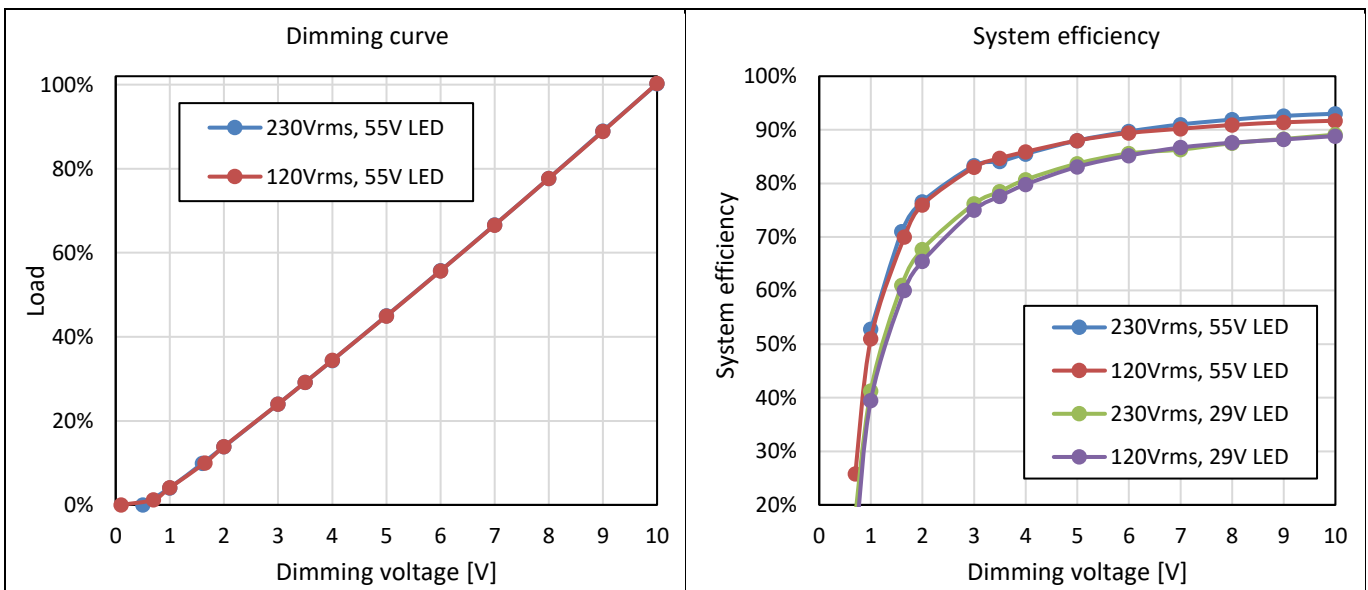 Dimming curve
100%
80%
60%
40%
20%
0%
Load
230Vrms, 55V LED
120Vrms, 55V LED
0 1 2 3 4 5 6 7 8 9 10
Dimming voltage [V]
System efficiency
100%
90%
80%
70%
60%
50%
40%
30%
20%
System efficiency
230Vrms, 55V LED
120Vrms, 55V LED
230Vrms, 29V LED
120Vrms, 29V LED
0 1 2 3 4 5 6 7 8 9 10
Dimming voltage [V]